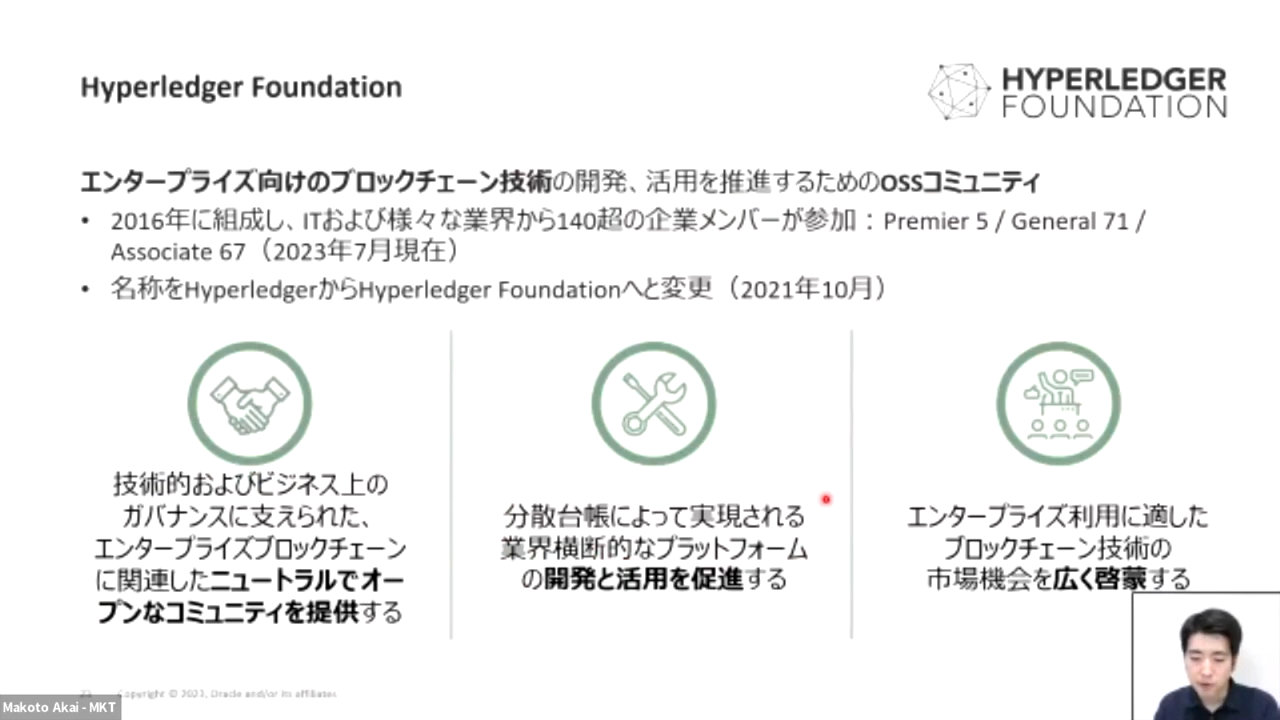 Hyperledger Foundation
HYPERLEDGER
FOUNDATION
エンタープライズ向けのブロックチェーン技術の開発、活用を推進するためのOSSコミュニティ
• 2016年に組成し、ITおよび様々な業界から140超の企業メンバーが参加：Premier 5 / General 71 /
Associate 67（2023年7月現在）
• 名称をHyperledgerからHyperledger Foundationへと変更（2021年10月）
技術的およびビジネス上の
ガバナンスに支えられた、
エンタープライズブロックチェーン
に関連したニュートラルでオー
プンなコミュニティを提供する
分散台帳によって実現される
業界横断的なプラットフォーム
の開発と活用を促進する
エンタープライズ利用に適した
ブロックチェーン技術の
市場機会を広く啓蒙する
Copyright © 2023, Oracle and/or its affiliates
Makoto Akai - MKT